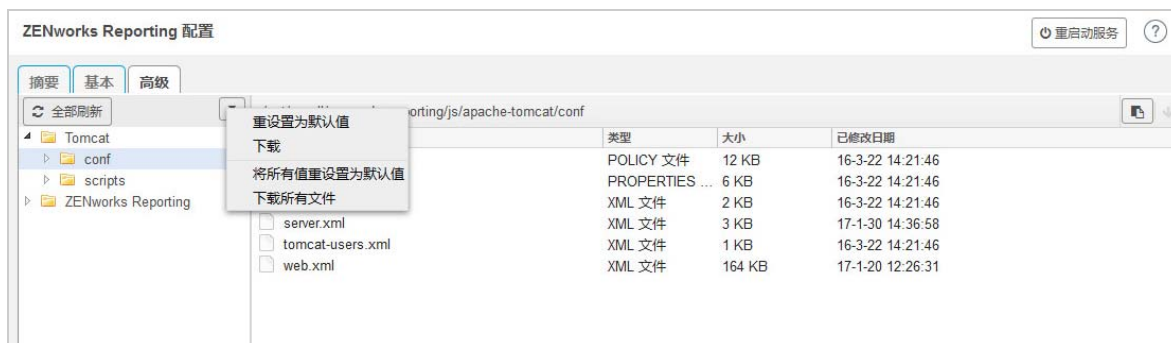 ZENworks Reporting 配置
重启动服务 ?
摘要 基本 高级
全部刷新
orting/js/apache-tomcat/conf
重设置为默认值
下载
将所有值重设置为默认值
下载所有文件
Tomcat
conf
scripts
ZENworks Reporting
类型 大小 已修改日期
POLICY 文件 12 KB 16-3-22 14:21:46
PROPERTIES ... 6 KB 16-3-22 14:21:46
XML 文件 2 KB 16-3-22 14:21:46
server.xml XML 文件 3 KB 17-1-30 14:36:58
tomcat-users.xml XML 文件 1 KB 16-3-22 14:21:46
web.xml XML 文件 164 KB 17-1-20 12:26:31